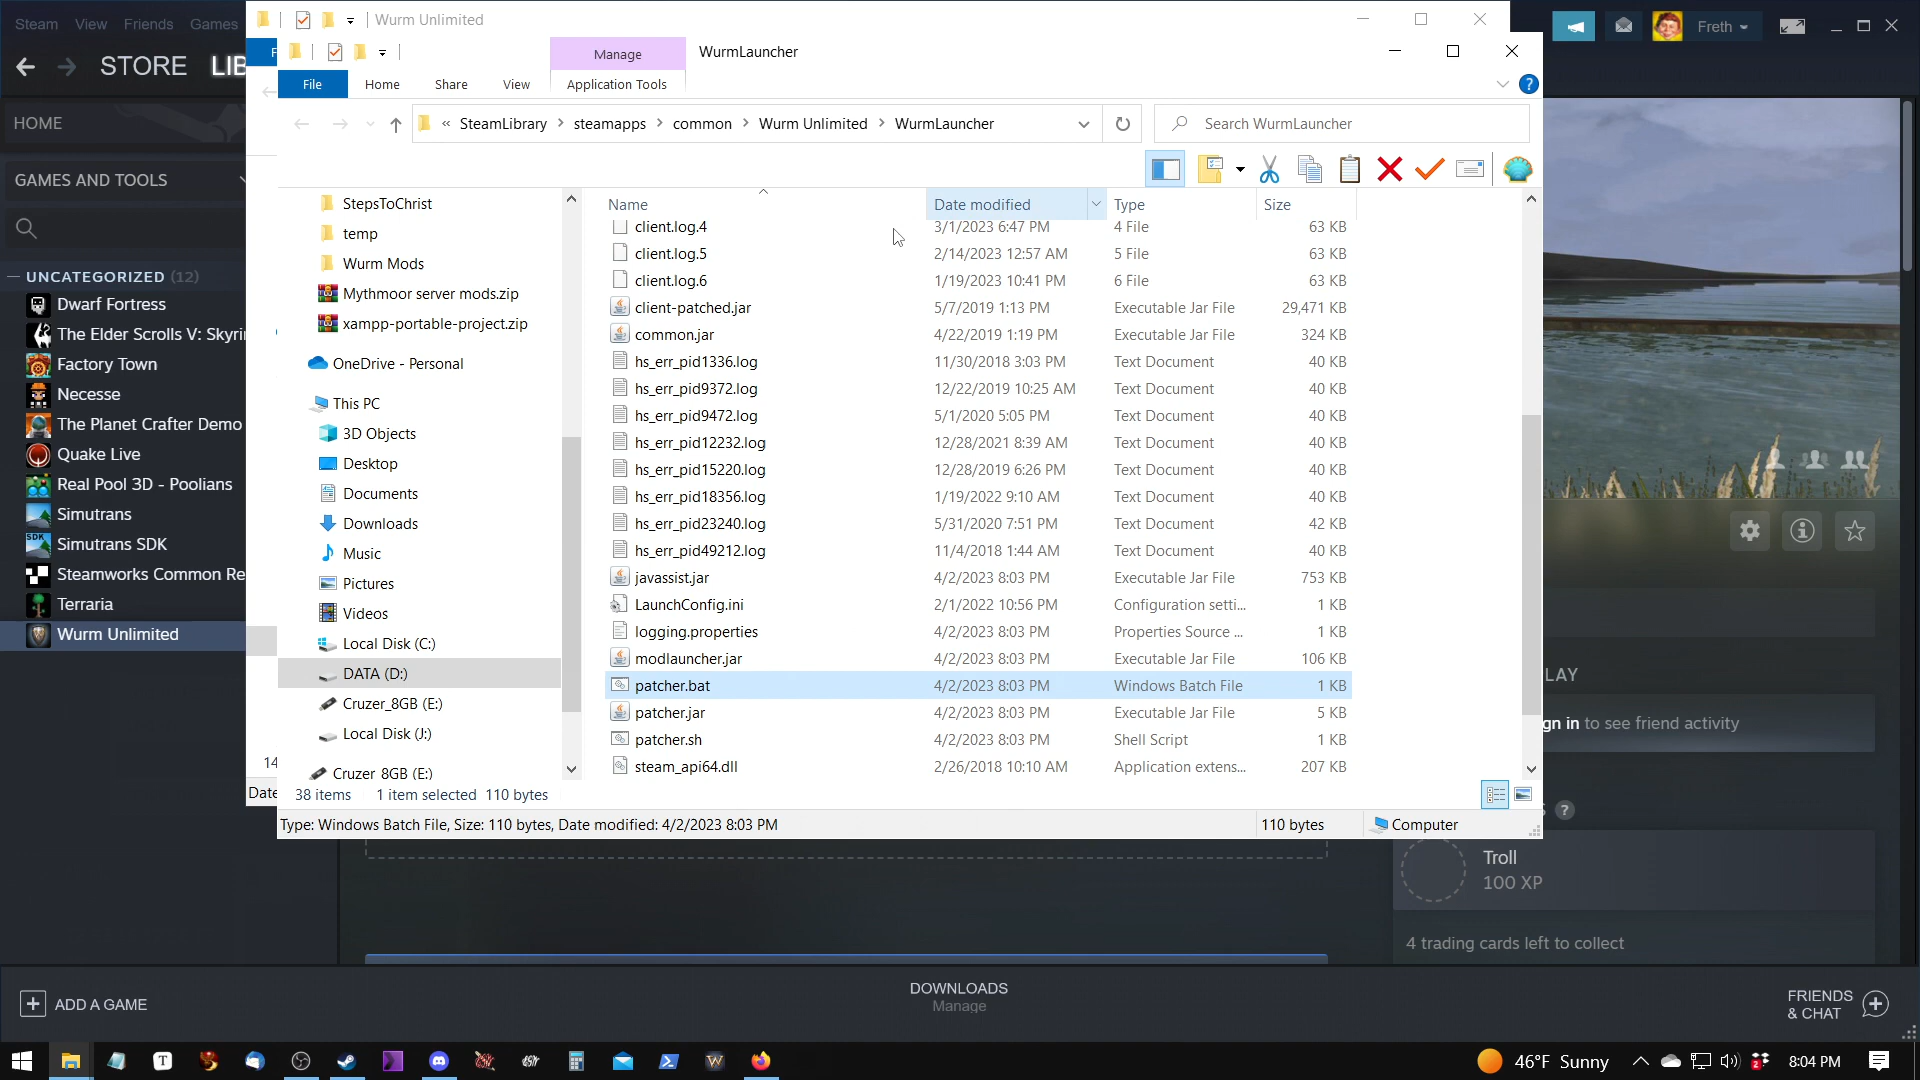 Steam View Friends Games
STORE LIB
HOME
GAMES AND TOOLS
UNCATEGORIZED (12)
Dwarf Fortress
The Elder Scrolls V: Skyri
Factory Town
Necesse
The Planet Crafter Demo
Quake Live
Real Pool 3D - Poolians
Simutrans
SDK Simutrans SDK
Steamworks Common Re
Terraria
Wurm Unlimited
Wurm Unlimited
Manage
WurmLauncher
File Home Share View Application Tools
« SteamLibrary > steamapps > common > Wurm Unlimited > WurmLauncher
Search WurmLauncher
StepsToChrist
temp
Wurm Mods
Mythmoor server mods.zip
xampp-portable-project.zip
OneDrive - Personal
This PC
3D Objects
Desktop
Documents
Downloads
Music
Pictures
Videos
Local Disk (C:)
DATA (D:)
Cruzer_8GB (E:)
Local Disk (J:)
Cruzer 8GB (E:)
Name Date modified Type Size
client.log.4 3/1/2023 6:47 PM 4 File 63 KB
client.log.5 2/14/2023 12:57 AM 5 File 63 KB
client.log.6 1/19/2023 10:41 PM 6 File 63 KB
client-patched.jar 5/7/2019 1:13 PM Executable Jar File 29,471 KB
common.jar 4/22/2019 1:19 PM Executable Jar File 324 KB
hs_err_pid1336.log 11/30/2018 3:03 PM Text Document 40 KB
hs_err_pid9372.log 12/22/2019 10:25 AM Text Document 40 KB
hs_err_pid9472.log 5/1/2020 5:05 PM Text Document 40 KB
hs_err_pid12232.log 12/28/2021 8:39 AM Text Document 40 KB
hs_err_pid15220.log 12/28/2019 6:26 PM Text Document 40 KB
hs_err_pid18356.log 1/19/2022 9:10 AM Text Document 40 KB
hs_err_pid23240.log 5/31/2020 7:51 PM Text Document 42 KB
hs_err_pid49212.log 11/4/2018 1:44 AM Text Document 40 KB
javassist.jar 4/2/2023 8:03 PM Executable Jar File 753 KB
LaunchConfig.ini 2/1/2022 10:56 PM Configuration setti... 1 KB
logging.properties 4/2/2023 8:03 PM Properties Source ... 1 KB
modlauncher.jar 4/2/2023 8:03 PM Executable Jar File 106 KB
patcher.bat 4/2/2023 8:03 PM Windows Batch File 1 KB
patcher.jar 4/2/2023 8:03 PM Executable Jar File 5 KB
patcher.sh 4/2/2023 8:03 PM Shell Script 1 KB
steam_api64.dll 2/26/2018 10:10 AM Application extens... 207 KB
14
Date
38 items 1 item selected 110 bytes
Type: Windows Batch File, Size: 110 bytes, Date modified: 4/2/2023 8:03 PM 110 bytes Computer
Freth
LAY
gn in to see friend activity
Troll
100 XP
4 trading cards left to collect
ADD A GAME
DOWNLOADS
Manage
FRIENDS
& CHAT
46°F Sunny
8:04 PM